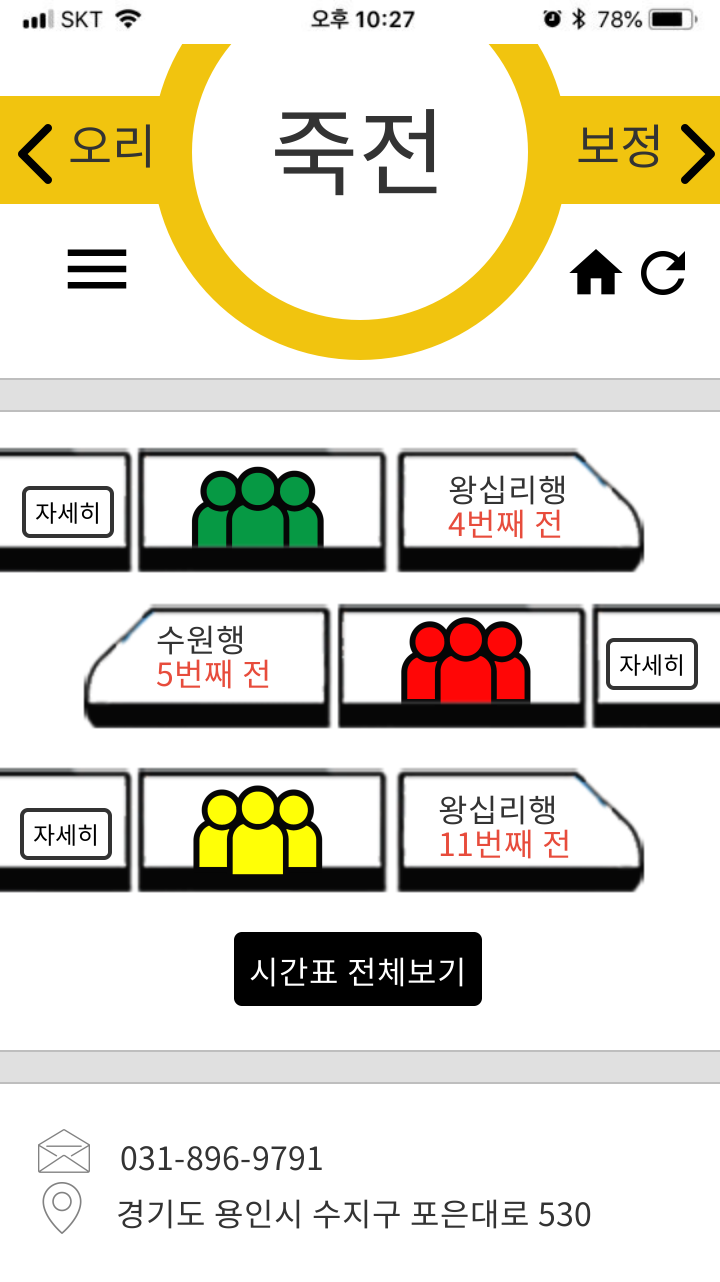 SKT 오후 10:27 78%
오리 죽전 보정
자세히 왕십리행
4번째 전
수원행
5번째 전 자세히
자세히 왕십리행
11번째 전
시간표 전체보기
031-896-9791
경기도 용인시 수지구 포은대로 530